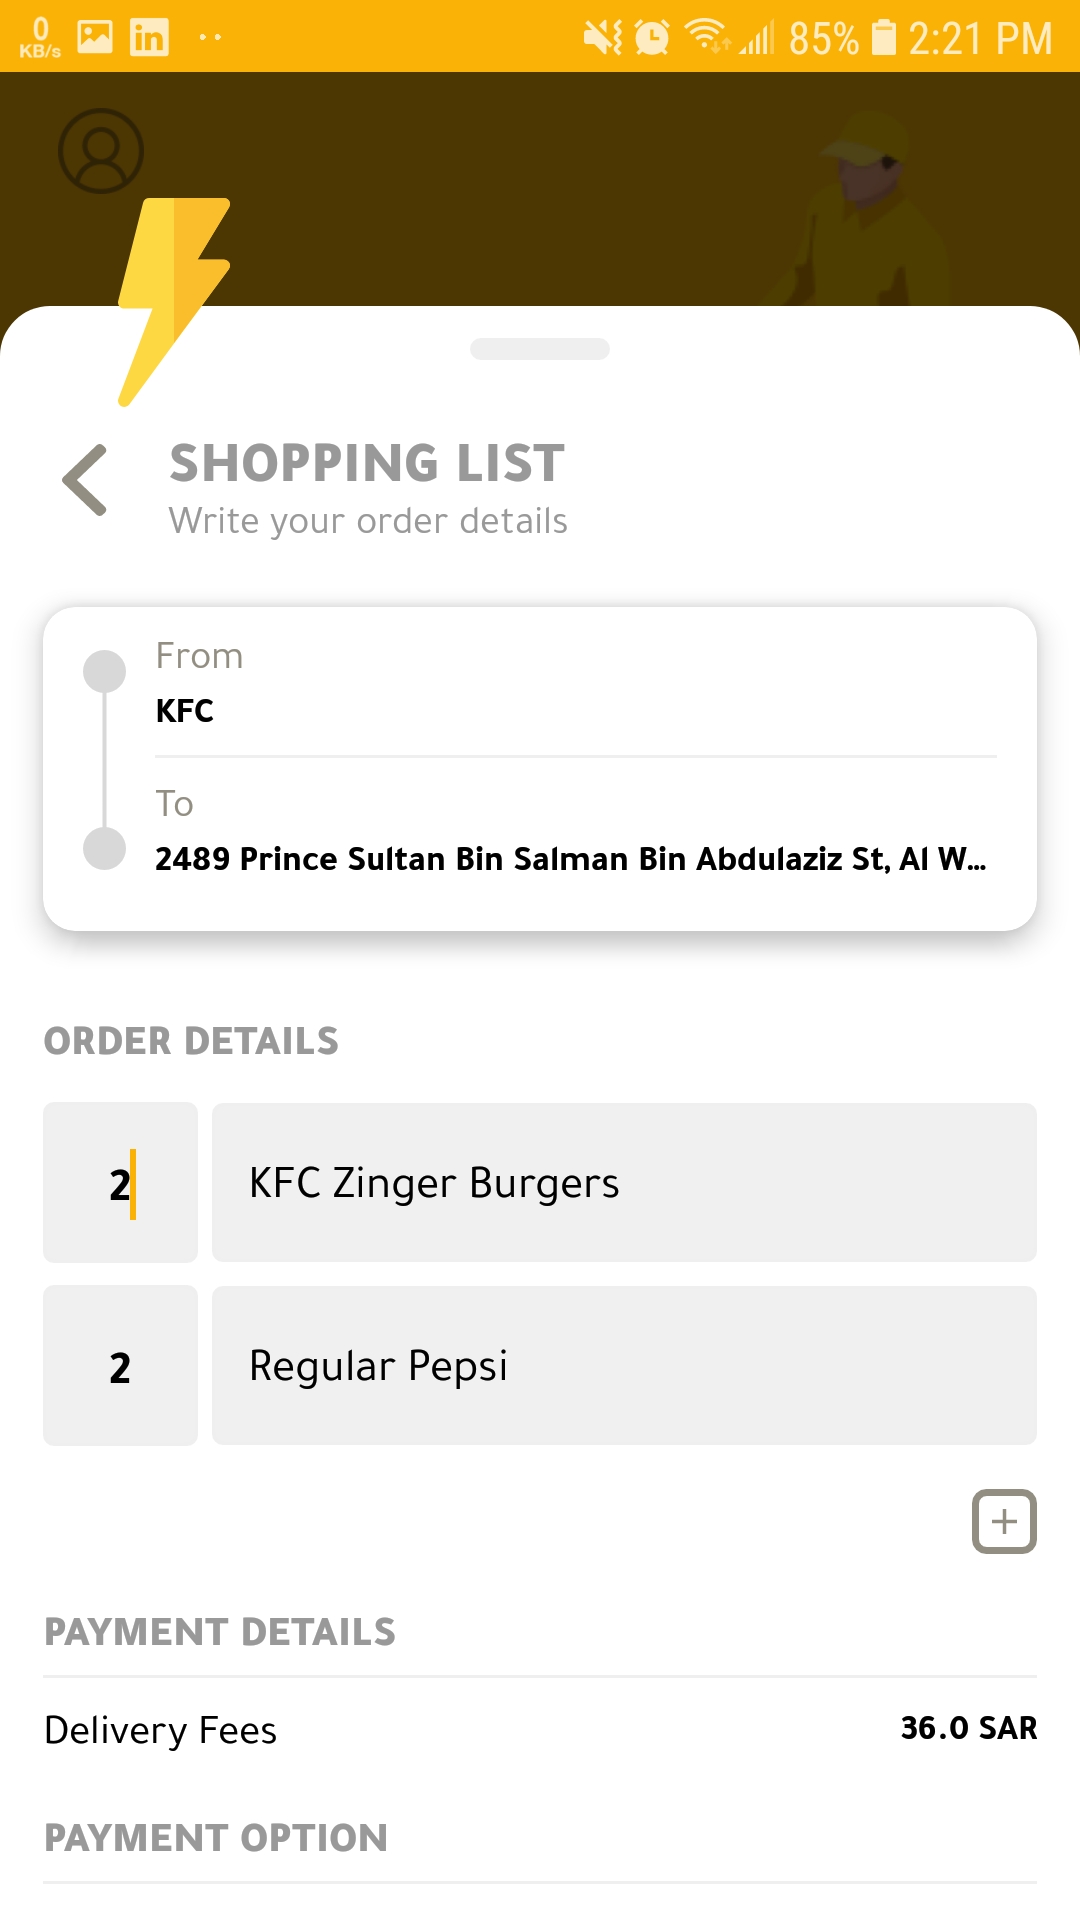 0
KB/s
in
85%
2:21 PM
SHOPPING LIST
Write your order details
From
KFC
To
2489 Prince Sultan Bin Salman Bin Abdulaziz St, Al W...
ORDER DETAILS
2 KFC Zinger Burgers
2 Regular Pepsi
PAYMENT DETAILS
Delivery Fees 36.0 SAR
PAYMENT OPTION